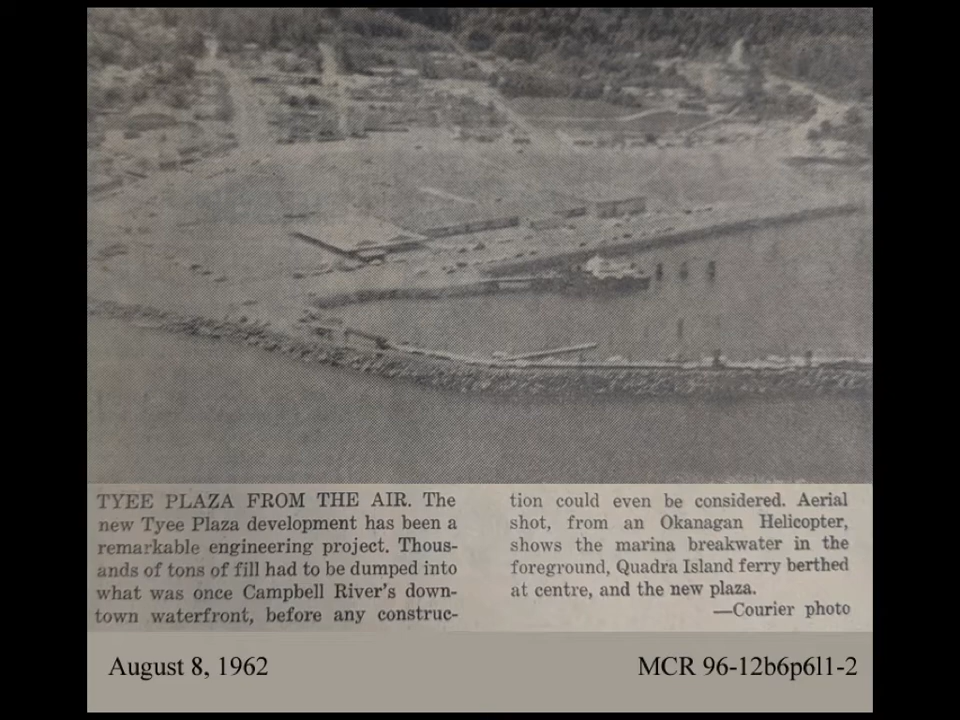 TYEE PLAZA FROM THE AIR. The
new Tyee Plaza development has been a
remarkable engineering project. Thous-
ands of tons of fill had to be dumped into
what was once Campbell River's down-
town waterfront, before any construc-
tion could even be considered. Aerial
shot, from an Okanagan Helicopter,
shows the marina breakwater in the
foreground, Quadra Island ferry berthed
at centre, and the new plaza.
—Courier photo
August 8, 1962
MCR 96-12b6p6l1-2